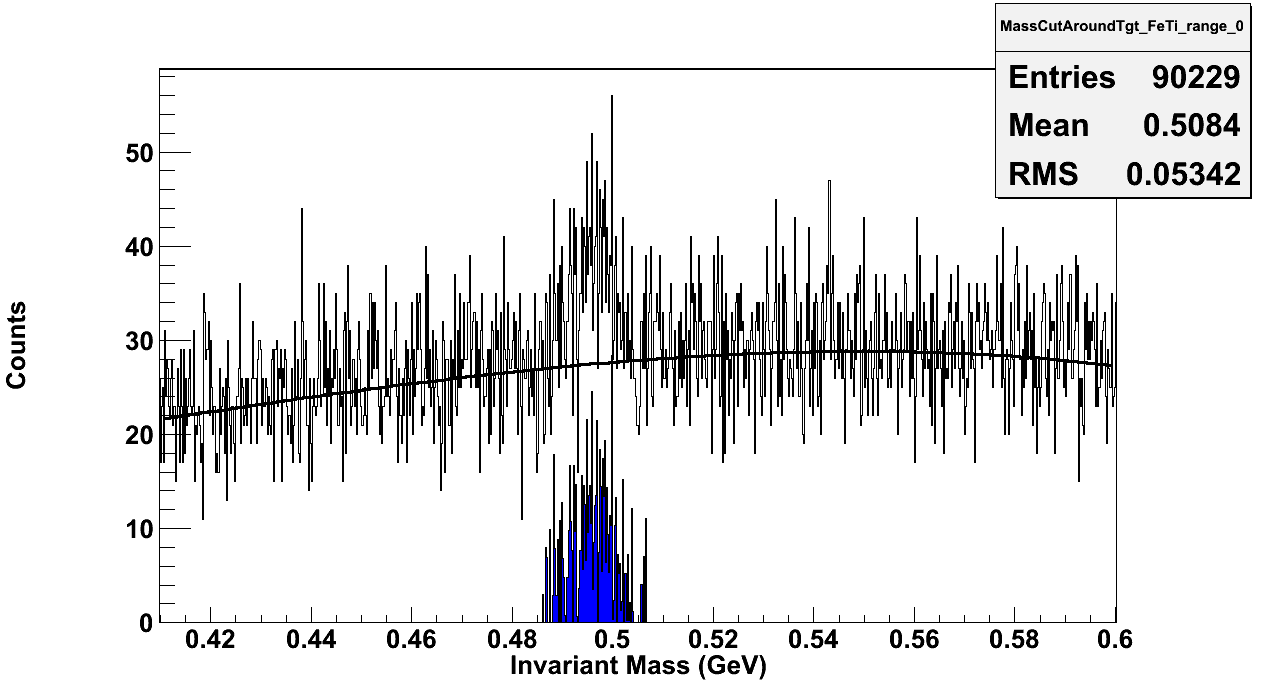 MassCutAroundTgt_FeTi_range_0
Entries 90229
Mean 0.5084
RMS 0.05342
Counts
50
40
30
20
10
0
0.42 0.44 0.46 0.48 0.5 0.52 0.54 0.56 0.58 0.6
Invariant Mass (GeV)